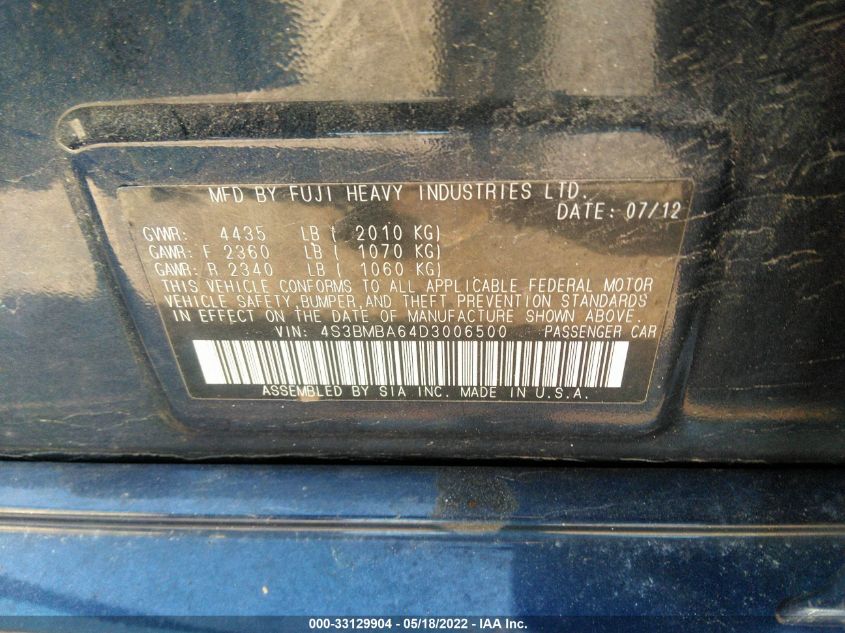 MFD BY FUJI HEAVY INDUSTRIES LTD.
DATE: 07/12
GVWR: 4435 LB ( 2010 KG)
GAWR: F 2360 LB ( 1070 KG)
GAWR: R 2340 LB ( 1060 KG)
THIS VEHICLE CONFORMS TO ALL APPLICABLE FEDERAL MOTOR
VEHICLE SAFETY, BUMPER, AND THEFT PREVENTION STANDARDS
IN EFFECT ON THE DATE OF MANUFACTURE SHOWN ABOVE.
VIN: 4S3BMBA64D3006500 PASSENGER CAR
ASSEMBLED BY SIA INC. MADE IN U.S.A.
000-33129904 - 05/18/2022 - IAA Inc.